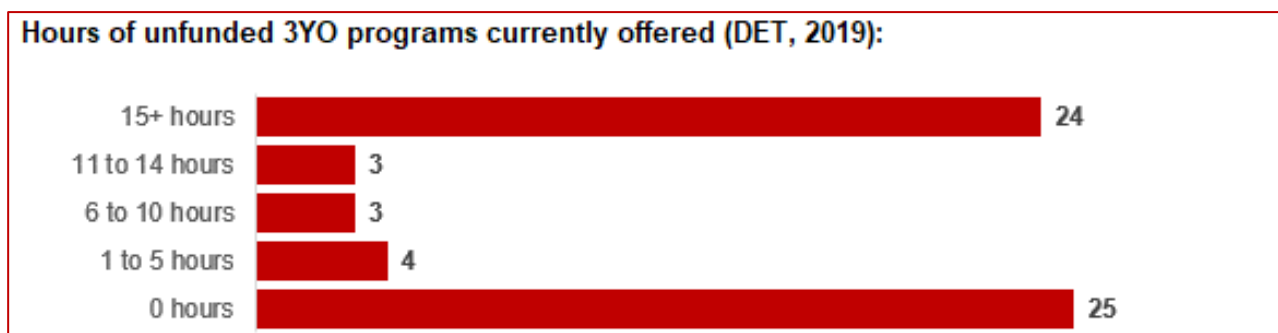 Hours of unfunded 3YO programs currently offered (DET, 2019):
15+ hours 24
11 to 14 hours 3
6 to 10 hours 3
1 to 5 hours 4
0 hours 25